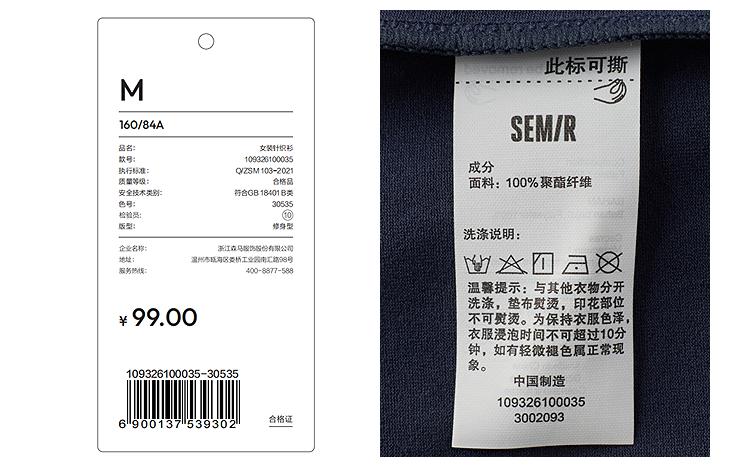 M
160/84A
品名: 女装针织衫
款号: 109326100035
执行标准: Q/ZSM 103-2021
质量等级: 合格品
安全技术类别: 符合GB 18401 B类
色号: 30535
检验员: 10
版型: 修身型
企业名称: 浙江森马服饰股份有限公司
地址: 温州市瓯海区娄桥工业园南汇路98号
服务热线: 400-8877-588
¥ 99.00
109326100035-30535
6 900137 539302
合格证
此标可撕
SEM/R
成分
面料: 100%聚酯纤维
洗涤说明:
温馨提示: 与其他衣物分开
洗涤, 垫布熨烫, 印花部位
不可熨烫。为保持衣服色泽,
衣服浸泡时间不可超过10分
钟, 如有轻微褪色属正常现
象。
中国制造
109326100035
3002093